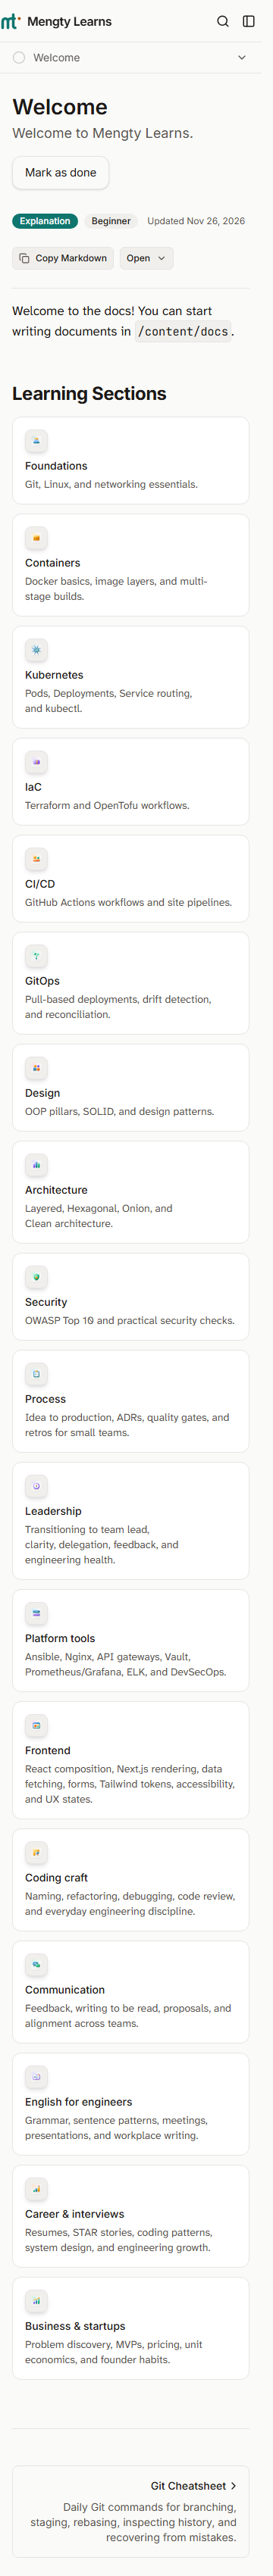 mt Mengty Learns
Welcome
Welcome
Welcome to Mengty Learns.
Mark as done
Explanation Beginner Updated Nov 26, 2026
Copy Markdown Open
Welcome to the docs! You can start
writing documents in /content/docs.
Learning Sections
Foundations
Git, Linux, and networking essentials.
Containers
Docker basics, image layers, and multi-
stage builds.
Kubernetes
Pods, Deployments, Service routing,
and kubectl.
IaC
Terraform and OpenTofu workflows.
CI/CD
GitHub Actions workflows and site pipelines.
GitOps
Pull-based deployments, drift detection,
and reconciliation.
Design
OOP pillars, SOLID, and design patterns.
Architecture
Layered, Hexagonal, Onion, and
Clean architecture.
Security
OWASP Top 10 and practical security checks.
Process
Idea to production, ADRs, quality gates, and
retros for small teams.
Leadership
Transitioning to team lead,
clarity, delegation, feedback, and
engineering health.
Platform tools
Ansible, Nginx, API gateways, Vault,
Prometheus/Grafana, ELK, and DevSecOps.
Frontend
React composition, Next.js rendering, data
fetching, forms, Tailwind tokens, accessibility,
and UX states.
Coding craft
Naming, refactoring, debugging, code review,
and everyday engineering discipline.
Communication
Feedback, writing to be read, proposals, and
alignment across teams.
English for engineers
Grammar, sentence patterns, meetings,
presentations, and workplace writing.
Career & interviews
Resumes, STAR stories, coding patterns,
system design, and engineering growth.
Business & startups
Problem discovery, MVPs, pricing, unit
economics, and founder habits.
Git Cheatsheet
Daily Git commands for branching,
staging, rebasing, inspecting history, and
recovering from mistakes.